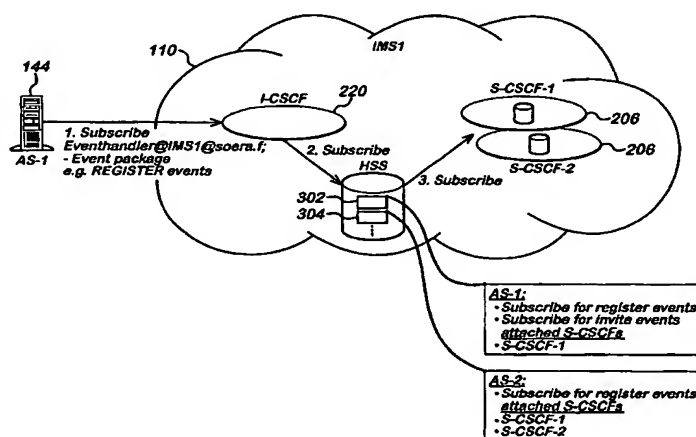 110
IMS1
144
I-CSCF
220
S-CSCF-1
206
206
S-CSCF-2
AS-1
1. Subscribe
Eventhandler@IMS1@soera.f;
- Event package
e.g. REGISTER events
2. Subscribe
HSS
3. Subscribe
302
304
AS-1:
• Subscribe for register events
• Subscribe for invite events
attached S-CSCFs
• S-CSCF-1
AS-2:
• Subscribe for register events
attached S-CSCFs
• S-CSCF-1
• S-CSCF-2